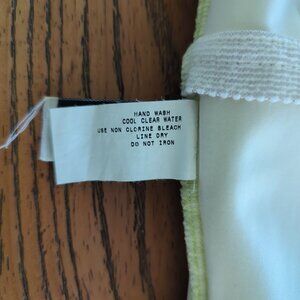 HAND WASH
COOL CLEAR WATER
USE NON CLORINE BLEACH
LINE DRY
DO NOT IRON